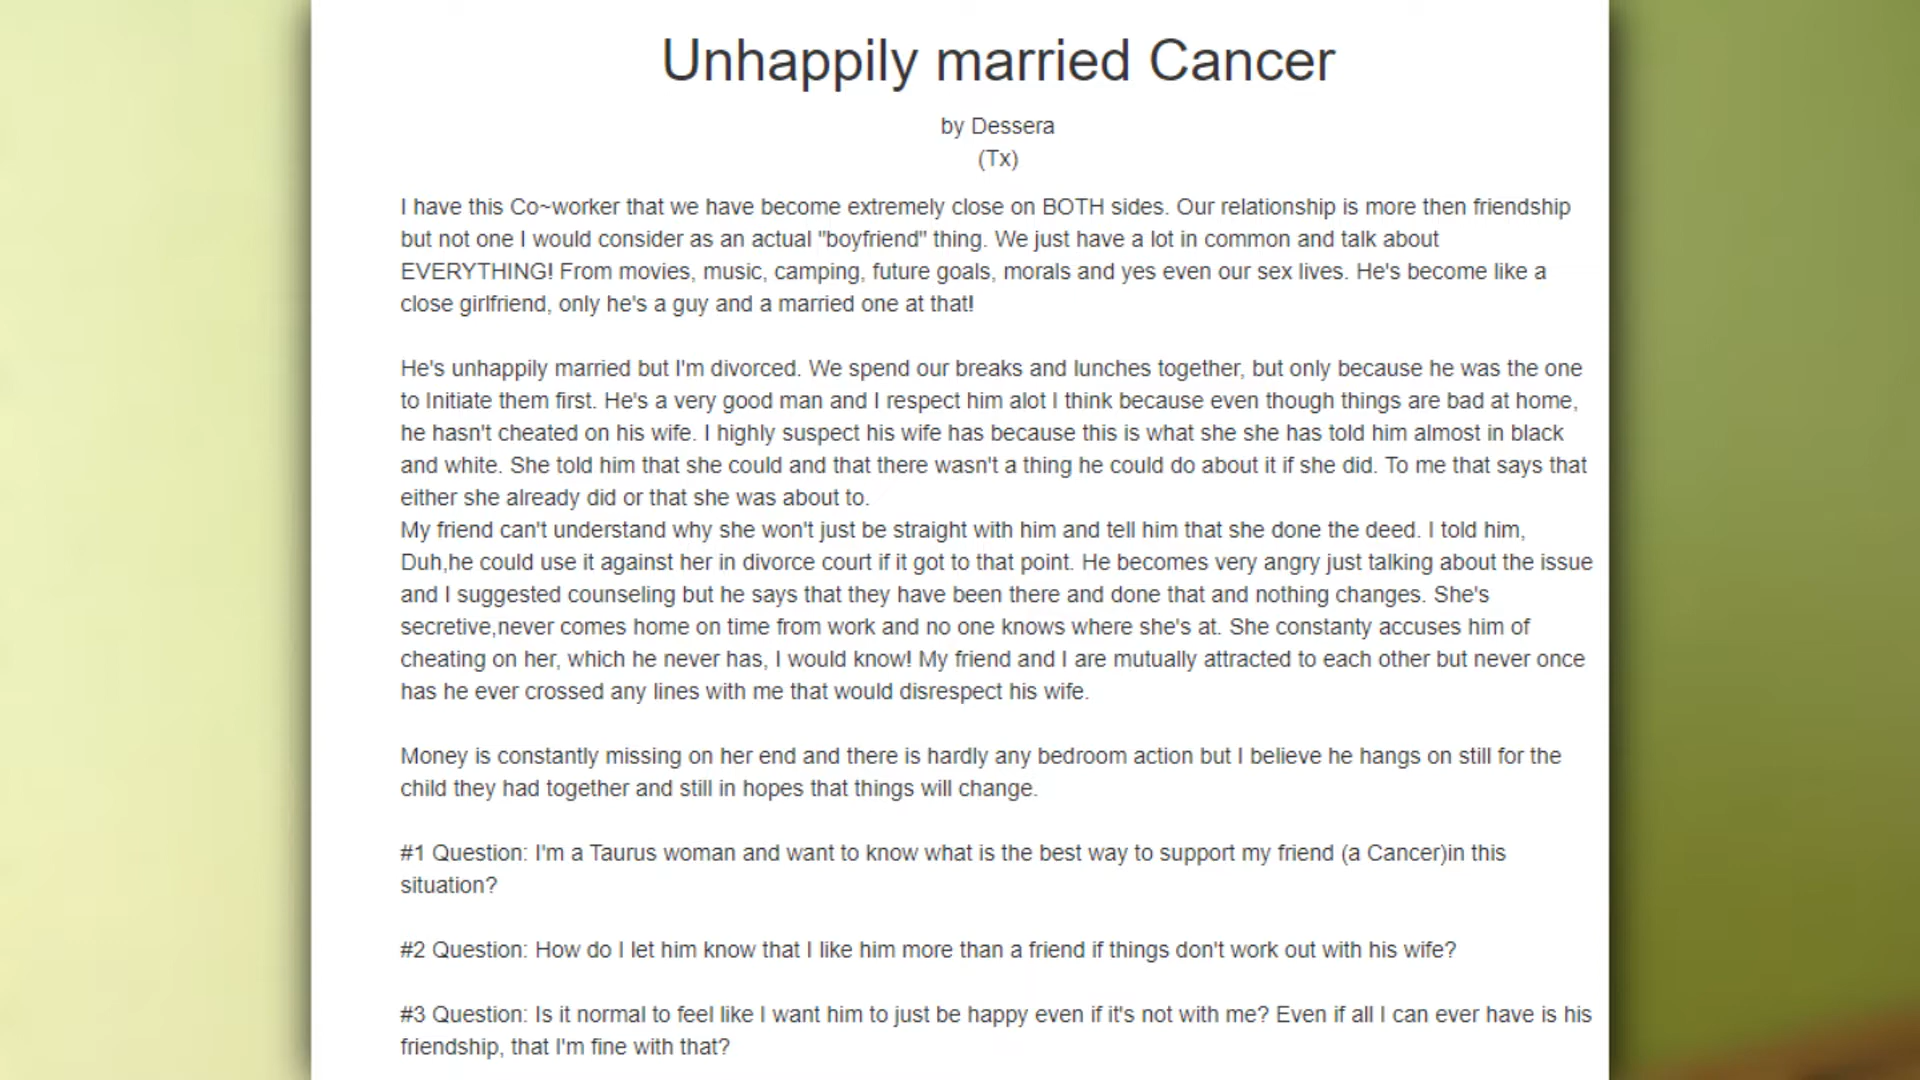 Unhappily married Cancer
by Dessera
(Tx)
I have this Co~worker that we have become extremely close on BOTH sides. Our relationship is more then friendship
but not one I would consider as an actual "boyfriend" thing. We just have a lot in common and talk about
EVERYTHING! From movies, music, camping, future goals, morals and yes even our sex lives. He's become like a
close girlfriend, only he's a guy and a married one at that!
He's unhappily married but I'm divorced. We spend our breaks and lunches together, but only because he was the one
to Initiate them first. He's a very good man and I respect him alot I think because even though things are bad at home,
he hasn't cheated on his wife. I highly suspect his wife has because this is what she she has told him almost in black
and white. She told him that she could and that there wasn't a thing he could do about it if she did. To me that says that
either she already did or that she was about to.
My friend can't understand why she won't just be straight with him and tell him that she done the deed. I told him,
Duh,he could use it against her in divorce court if it got to that point. He becomes very angry just talking about the issue
and I suggested counseling but he says that they have been there and done that and nothing changes. She's
secretive,never comes home on time from work and no one knows where she's at. She constanty accuses him of
cheating on her, which he never has, I would know! My friend and I are mutually attracted to each other but never once
has he ever crossed any lines with me that would disrespect his wife.
Money is constantly missing on her end and there is hardly any bedroom action but I believe he hangs on still for the
child they had together and still in hopes that things will change.
#1 Question: I'm a Taurus woman and want to know what is the best way to support my friend (a Cancer)in this
situation?
#2 Question: How do I let him know that I like him more than a friend if things don't work out with his wife?
#3 Question: Is it normal to feel like I want him to just be happy even if it's not with me? Even if all I can ever have is his
friendship, that I'm fine with that?